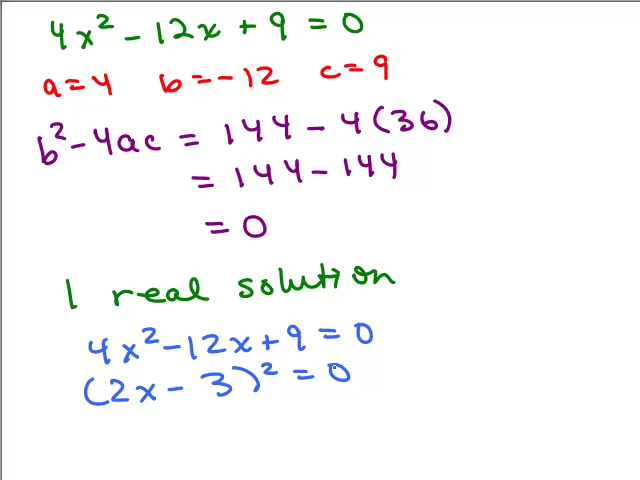 4x² - 12x + 9 = 0
a = 4 b = -12 c = 9
b² - 4ac = 144 - 4(36)
= 144 - 144
= 0
1 real solution
4x² - 12x + 9 = 0
(2x - 3)² = 0